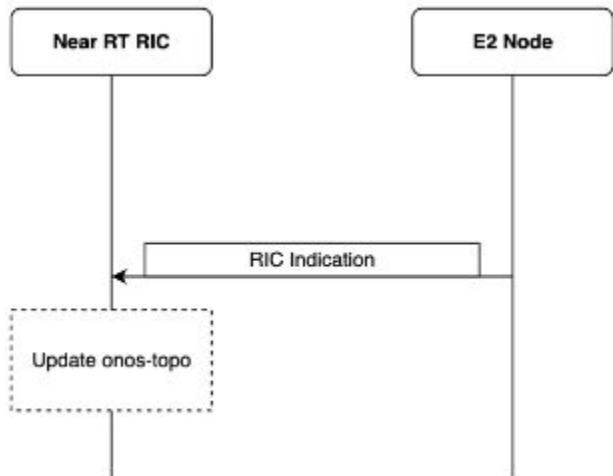 Near RT RIC
E2 Node
RIC Indication
Update onos-topo